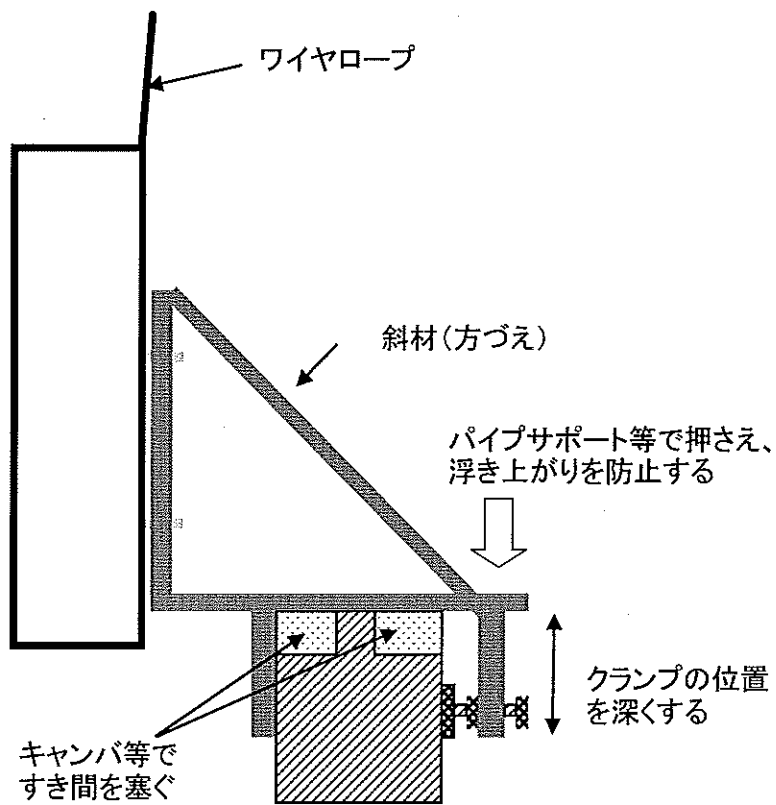 ワイヤロープ
斜材(方づえ)
パイプサポート等で押さえ、
浮き上がりを防止する
クランプの位置
を深くする
キャンバ等で
すき間を塞ぐ